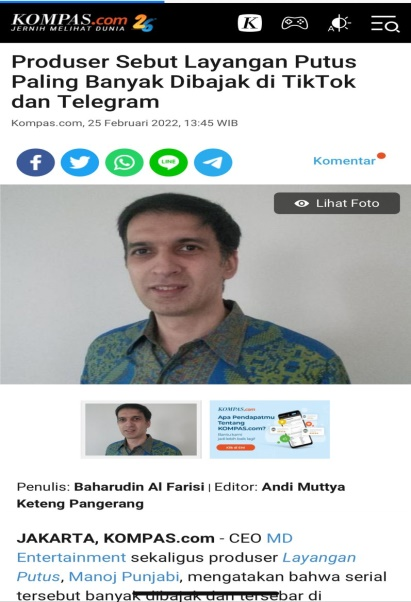 KOMPAS.com 26
JERNIH MELIHAT DUNIA
K
Produser Sebut Layangan Putus
Paling Banyak Dibajak di TikTok
dan Telegram
Kompas.com, 25 Februari 2022, 13:45 WIB
LINE
Komentar
Lihat Foto
KOMPAS.com
Apa Pendapatmu
Tentang
KOMPAS.com?
Penulis: Baharudin Al Farisi | Editor: Andi Muttya
Keteng Pangerang
JAKARTA, KOMPAS.com - CEO MD
Entertainment sekaligus produser Layangan
Putus, Manoj Punjabi, mengatakan bahwa serial
tersebut banyak dibajak dan tersebar di